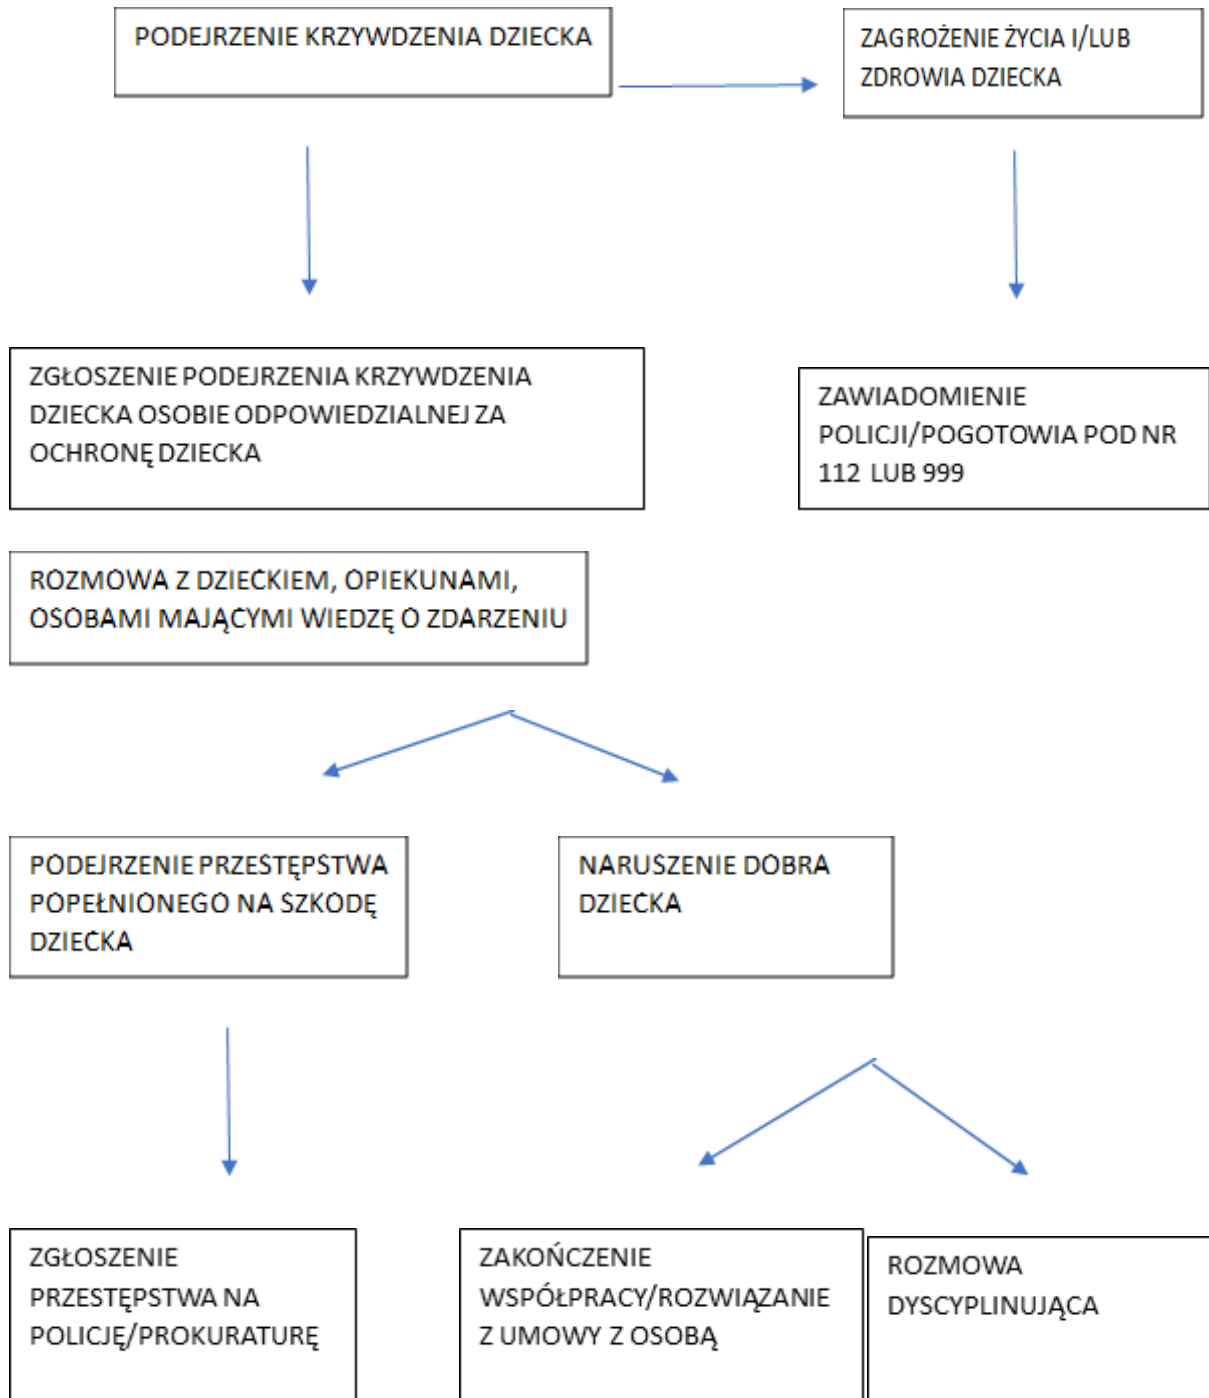 PODEJRZENIE KRZYWDZENIA DZIECKA
ZAGROŻENIE ŻYCIA I/LUB
ZDROWIA DZIECKA
ZGŁOSZENIE PODEJRZENIA KRZYWDZENIA
DZIECKA OSOBIE ODPOWIEDZIALNEJ ZA
OCHRONĘ DZIECKA
ZAWIADOMIENIE
POLICJI/POGOTOWIA POD NR
112 LUB 999
ROZMOWA Z DZIECKIEM, OPIEKUNAMI,
OSOBAMI MAJĄCYMI WIEDZĘ O ZDARZENIU
PODEJRZENIE PRZESTĘPSTWA
POPEŁNIONEGO NA SZKODĘ
DZIECKA
NARUSZENIE DOBRA
DZIECKA
ZGŁOSZENIE
PRZESTĘPSTWA NA
POLICJĘ/PROKURATURĘ
ZAKOŃCZENIE
WSPÓŁPRACY/ROZWIĄZANIE
Z UMOWY Z OSOBĄ
ROZMOWA
DYSCYPLINUJĄCA